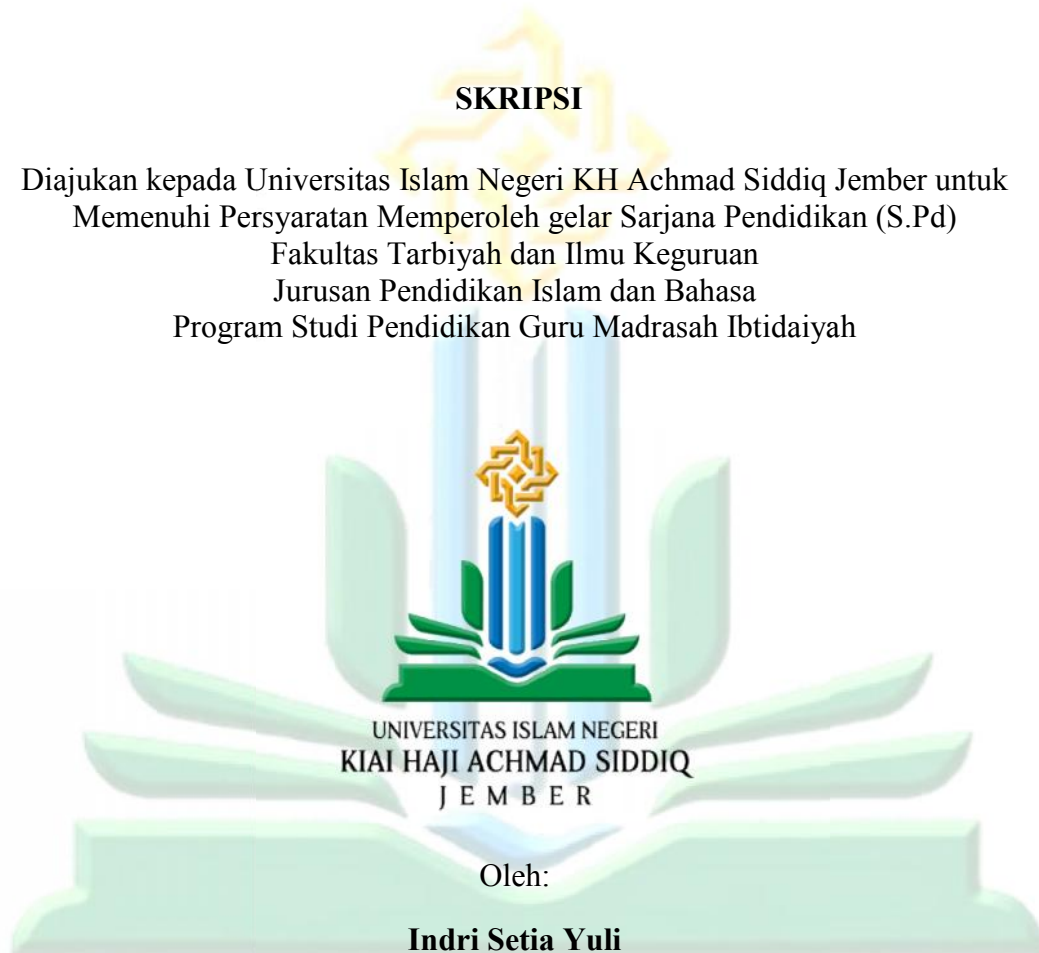 SKRIPSI
Diajukan kepada Universitas Islam Negeri KH Achmad Siddiq Jember untuk
Memenuhi Persyaratan Memperoleh gelar Sarjana Pendidikan (S.Pd)
Fakultas Tarbiyah dan Ilmu Keguruan
Jurusan Pendidikan Islam dan Bahasa
Program Studi Pendidikan Guru Madrasah Ibtidaiyah
UNIVERSITAS ISLAM NEGERI
KIAI HAJI ACHMAD SIDDIQ
JEMBER
Oleh:
Indri Setia Yuli